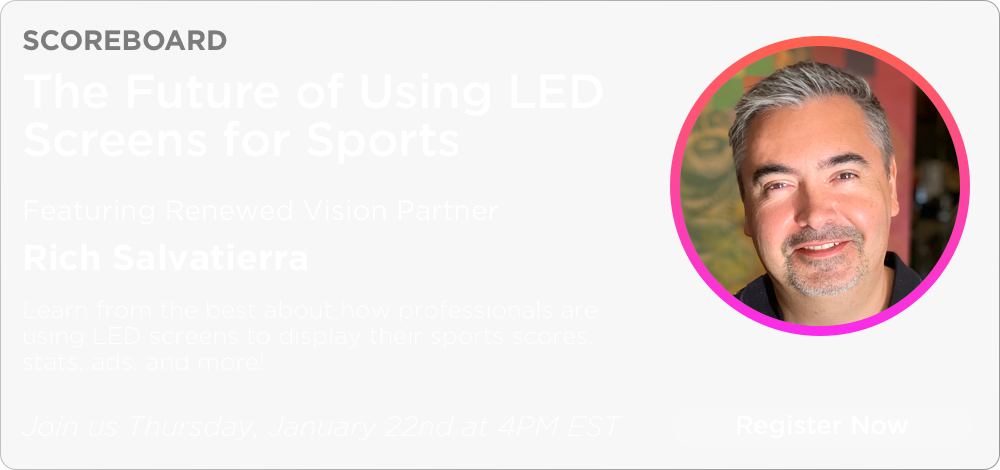 SCOREBOARD
The Future of Using LED
Screens for Sports
Featuring Renewed Vision Partner
Rich Salvatierra
Learn from the best about how professionals are
using LED screens to display their sports scores,
stats, ads, and more!
Join us Thursday, January 22nd at 4PM EST
Register Now